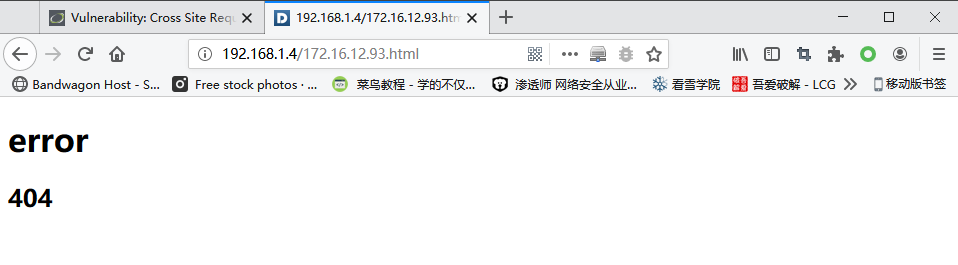 Vulnerability: Cross Site Requ
192.168.1.4/172.16.12.93.htm
192.168.1.4/172.16.12.93.html
Bandwagon Host - S...
Free stock photos · ...
菜鸟教程 - 学的不仅...
渗透师 网络安全从业...
看雪学院
吾爱破解 - LCG
移动版书签
error
404